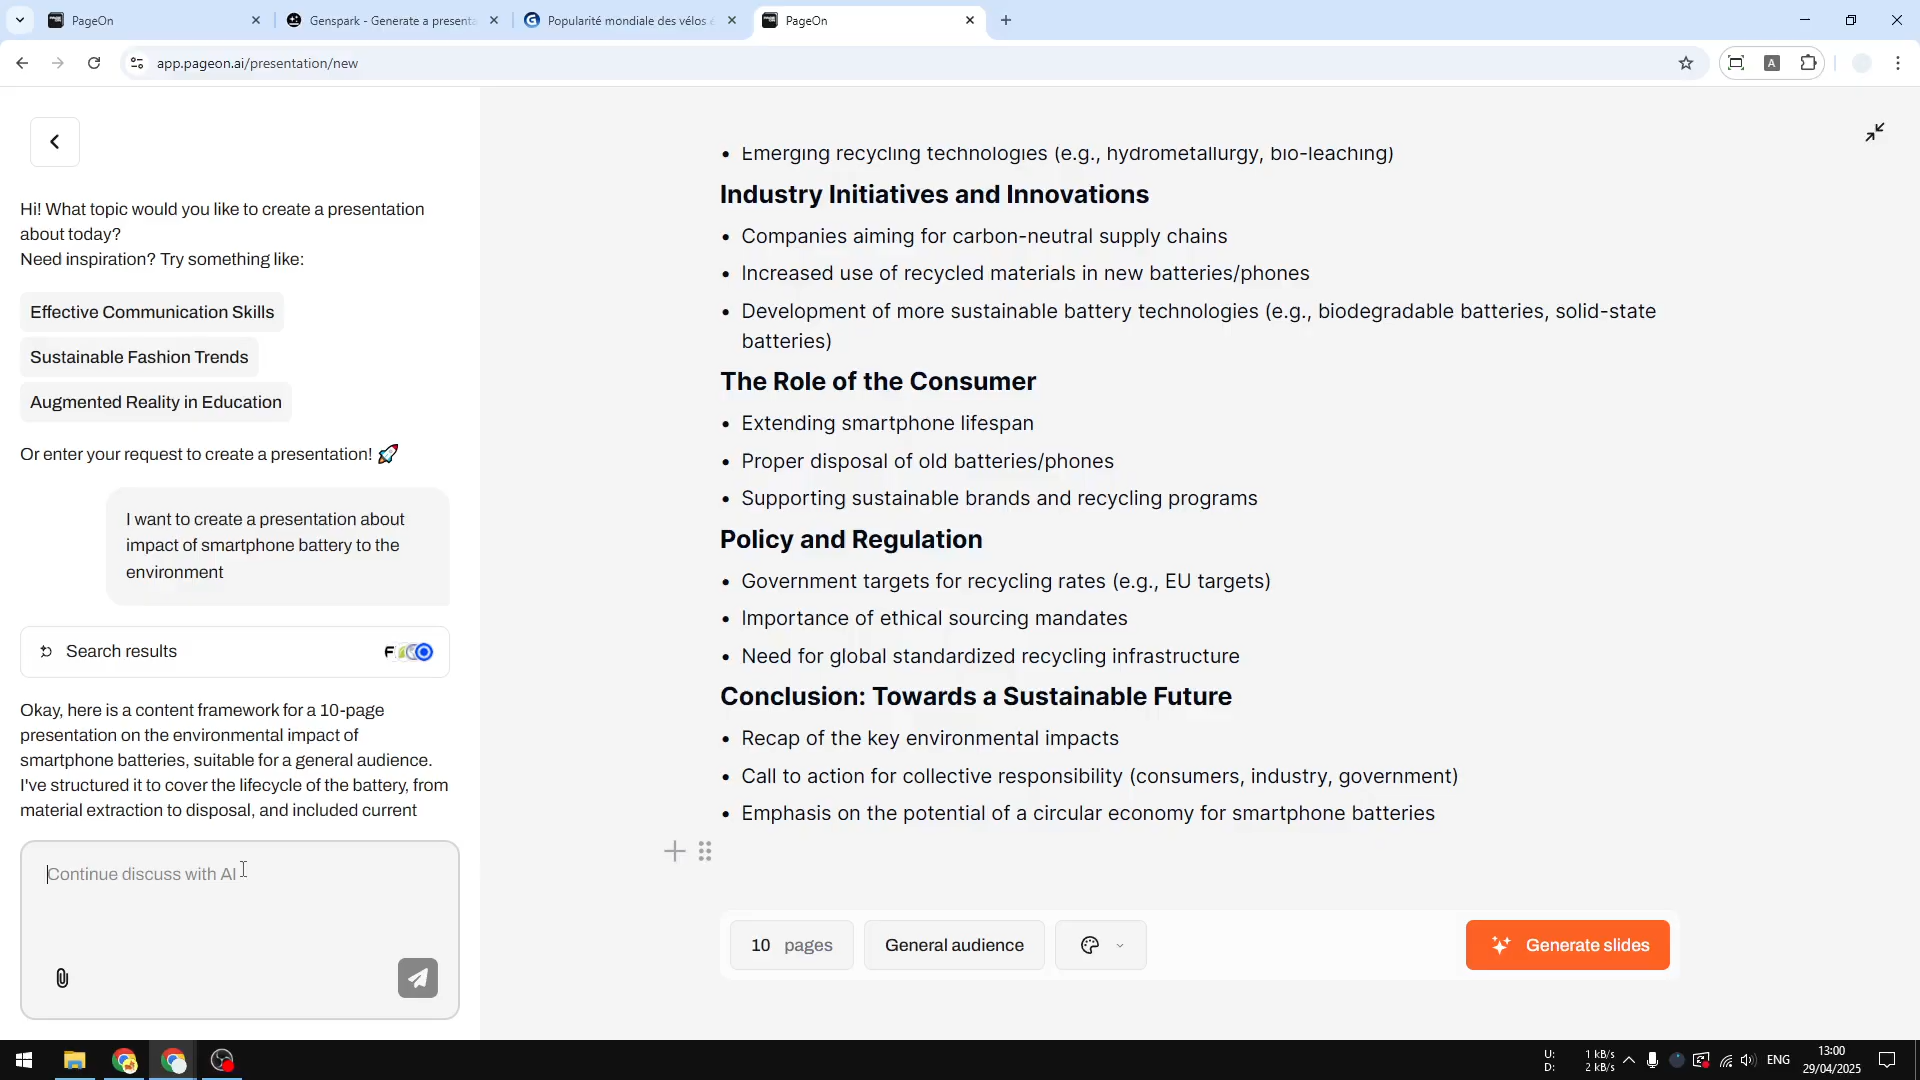 PageOn
Genspark - Generate a presenta
Popularité mondiale des vélos é
PageOn
app.pageon.ai/presentation/new
A
Hi! What topic would you like to create a presentation
about today?
Need inspiration? Try something like:
Effective Communication Skills
Sustainable Fashion Trends
Augmented Reality in Education
Or enter your request to create a presentation! 🚀
I want to create a presentation about
impact of smartphone battery to the
environment
Search results
Okay, here is a content framework for a 10-page
presentation on the environmental impact of
smartphone batteries, suitable for a general audience.
I've structured it to cover the lifecycle of the battery, from
material extraction to disposal, and included current
Continue discuss with AI
• Emerging recycling technologies (e.g., hydrometallurgy, bio-leaching)
Industry Initiatives and Innovations
• Companies aiming for carbon-neutral supply chains
• Increased use of recycled materials in new batteries/phones
• Development of more sustainable battery technologies (e.g., biodegradable batteries, solid-state
batteries)
The Role of the Consumer
• Extending smartphone lifespan
• Proper disposal of old batteries/phones
• Supporting sustainable brands and recycling programs
Policy and Regulation
• Government targets for recycling rates (e.g., EU targets)
• Importance of ethical sourcing mandates
• Need for global standardized recycling infrastructure
Conclusion: Towards a Sustainable Future
• Recap of the key environmental impacts
• Call to action for collective responsibility (consumers, industry, government)
• Emphasis on the potential of a circular economy for smartphone batteries
10 pages
General audience
Generate slides
U: 1 kB/s
D: 2 kB/s
ENG
13:00
29/04/2025